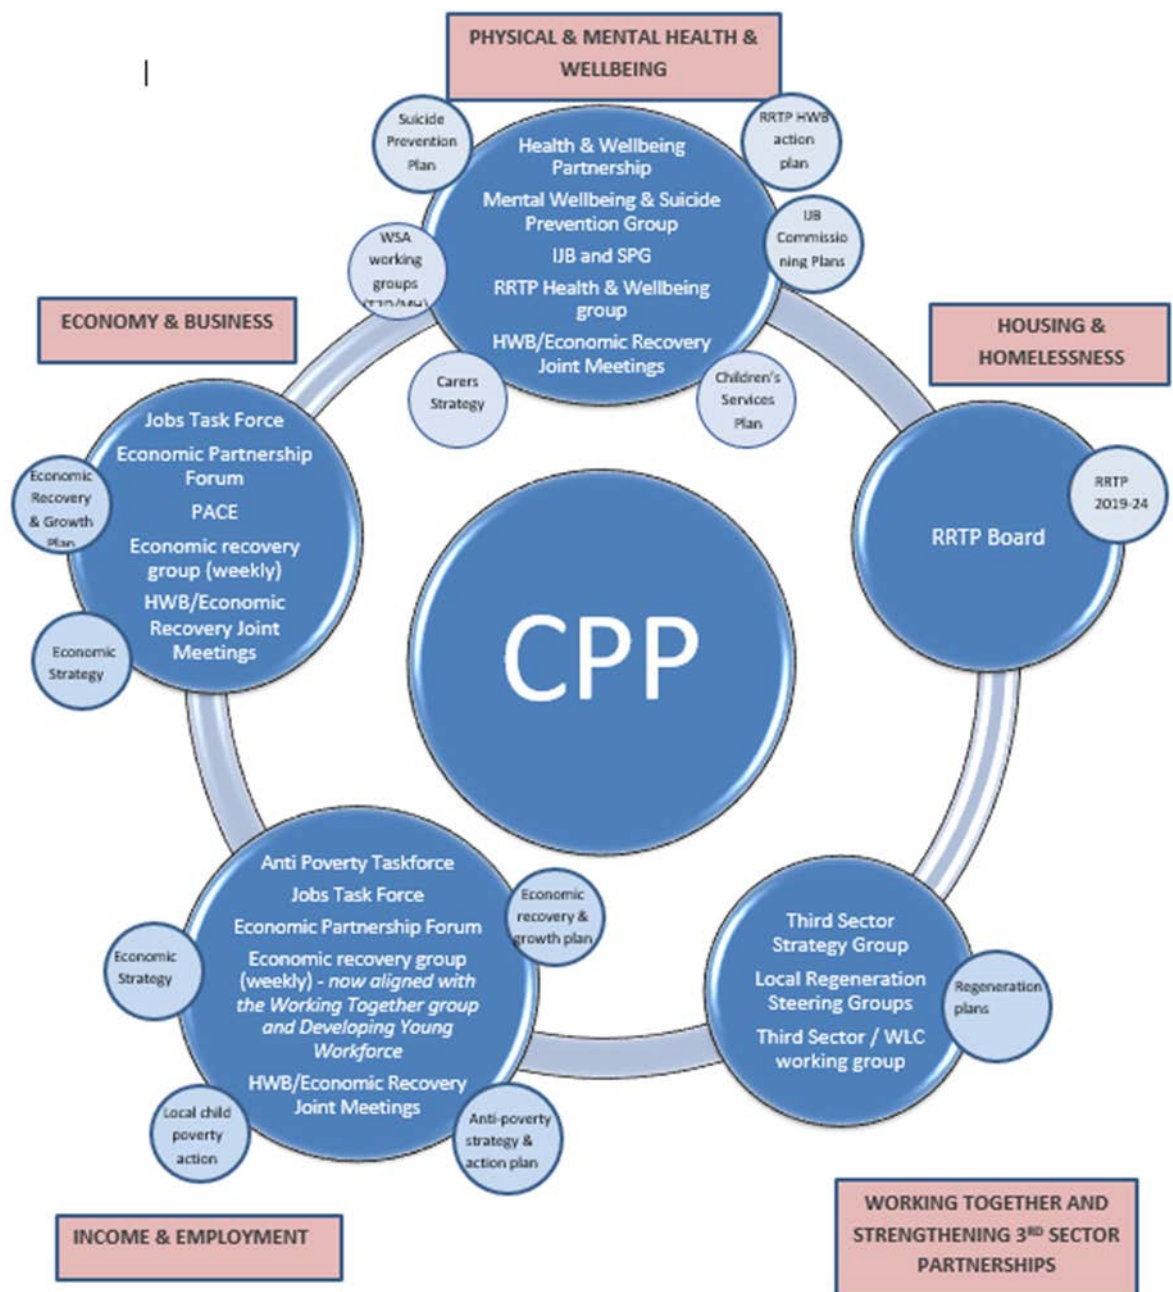 PHYSICAL & MENTAL HEALTH &
WELLBEING
Suicide
Prevention
Plan
RRTP HWB
action
plan
Health & Wellbeing
Partnership
Mental Wellbeing & Suicide
Prevention Group
IJB and SPG
RRTP Health & Wellbeing
group
HWB/Economic Recovery
Joint Meetings
WSA
working
groups
(T2D/MH)
IJB
Commissio
ning Plans
Carers
Strategy
Children's
Services
Plan
ECONOMY & BUSINESS
Jobs Task Force
Economic Partnership
Forum
PACE
Economic recovery
group (weekly)
HWB/Economic
Recovery Joint
Meetings
Economic
Recovery
& Growth
Plan
Economic
Strategy
HOUSING &
HOMELESSNESS
RRTP Board
RRTP
2019-24
CPP
Anti Poverty Taskforce
Jobs Task Force
Economic Partnership Forum
Economic recovery group
(weekly) - now aligned with
the Working Together group
and Developing Young
Workforce
HWB/Economic Recovery
Joint Meetings
Economic
recovery &
growth plan
Economic
Strategy
Local child
poverty
action
Anti-poverty
strategy &
action plan
INCOME & EMPLOYMENT
Third Sector
Strategy Group
Local Regeneration
Steering Groups
Third Sector / WLC
working group
Regeneration
plans
WORKING TOGETHER AND
STRENGTHENING 3RD SECTOR
PARTNERSHIPS